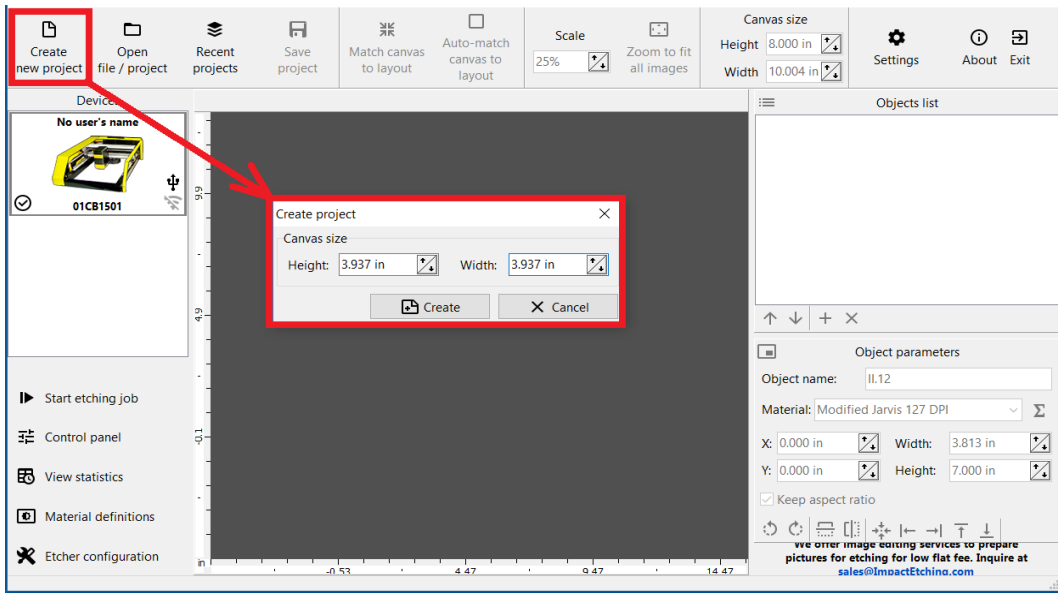 Create
new project
Open
file / project
Recent
projects
Save
project
Match canvas
to layout
Auto-match
canvas to
layout
Scale
25%
Zoom to fit
all images
Canvas size
Height 8.000 in
Width 10.004 in
Settings
About
Exit
Devices
No user's name
01CB1501
Start etching job
Control panel
View statistics
Material definitions
Etcher configuration
9.9
4.9
-0.1
in
-0.53
4.47
9.47
14.47
Create project
Canvas size
Height: 3.937 in Width: 3.937 in
Create
Cancel
Objects list
Object parameters
Object name: II.12
Material: Modified Jarvis 127 DPI
X: 0.000 in Width: 3.813 in
Y: 0.000 in Height: 7.000 in
Keep aspect ratio
We offer image editing services to prepare
pictures for etching for low flat fee. Inquire at
sales@ImpactEtching.com